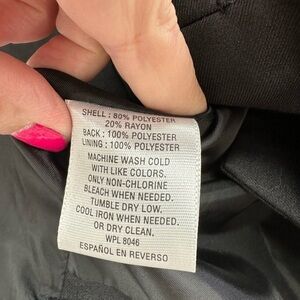 SHELL : 80% POLYESTER
20% RAYON
BACK : 100% POLYESTER
LINING : 100% POLYESTER
MACHINE WASH COLD
WITH LIKE COLORS.
ONLY NON-CHLORINE
BLEACH WHEN NEEDED.
TUMBLE DRY LOW.
COOL IRON WHEN NEEDED.
OR DRY CLEAN.
WPL 8046
ESPAÑOL EN REVERSO